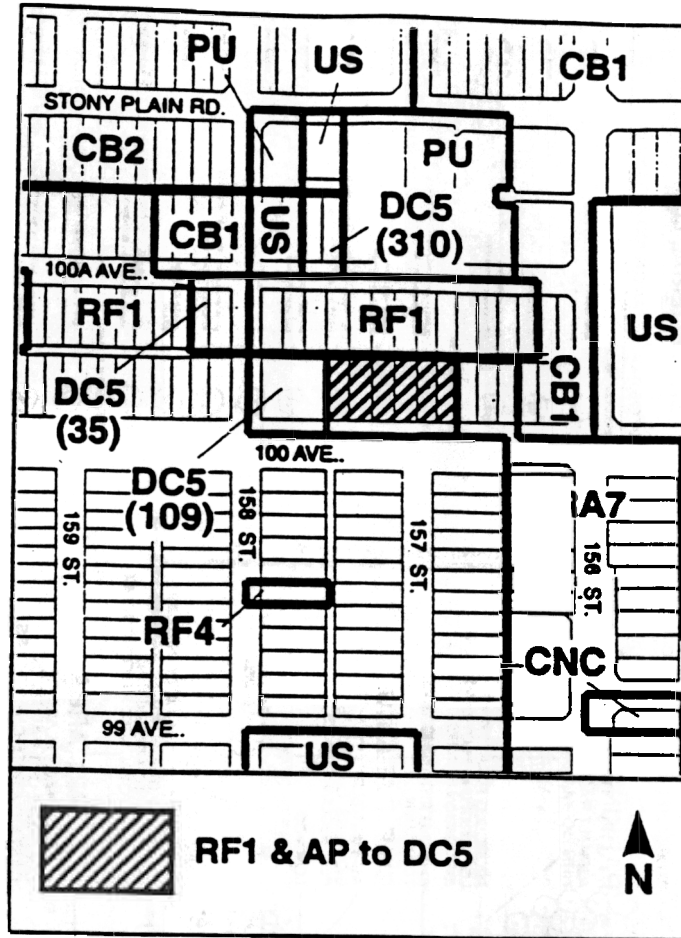 PU
US
CB1
STONY PLAIN RD.
CB2
PU
DC5
(310)
CB1
US
100A AVE..
RF1
RF1
US
DC5
(35)
CB1
100 AVE..
DC5
(109)
159 ST.
158 ST.
157 ST.
156 ST.
RA7
RF4
CNC
99 AVE..
US
RF1 & AP to DC5
N